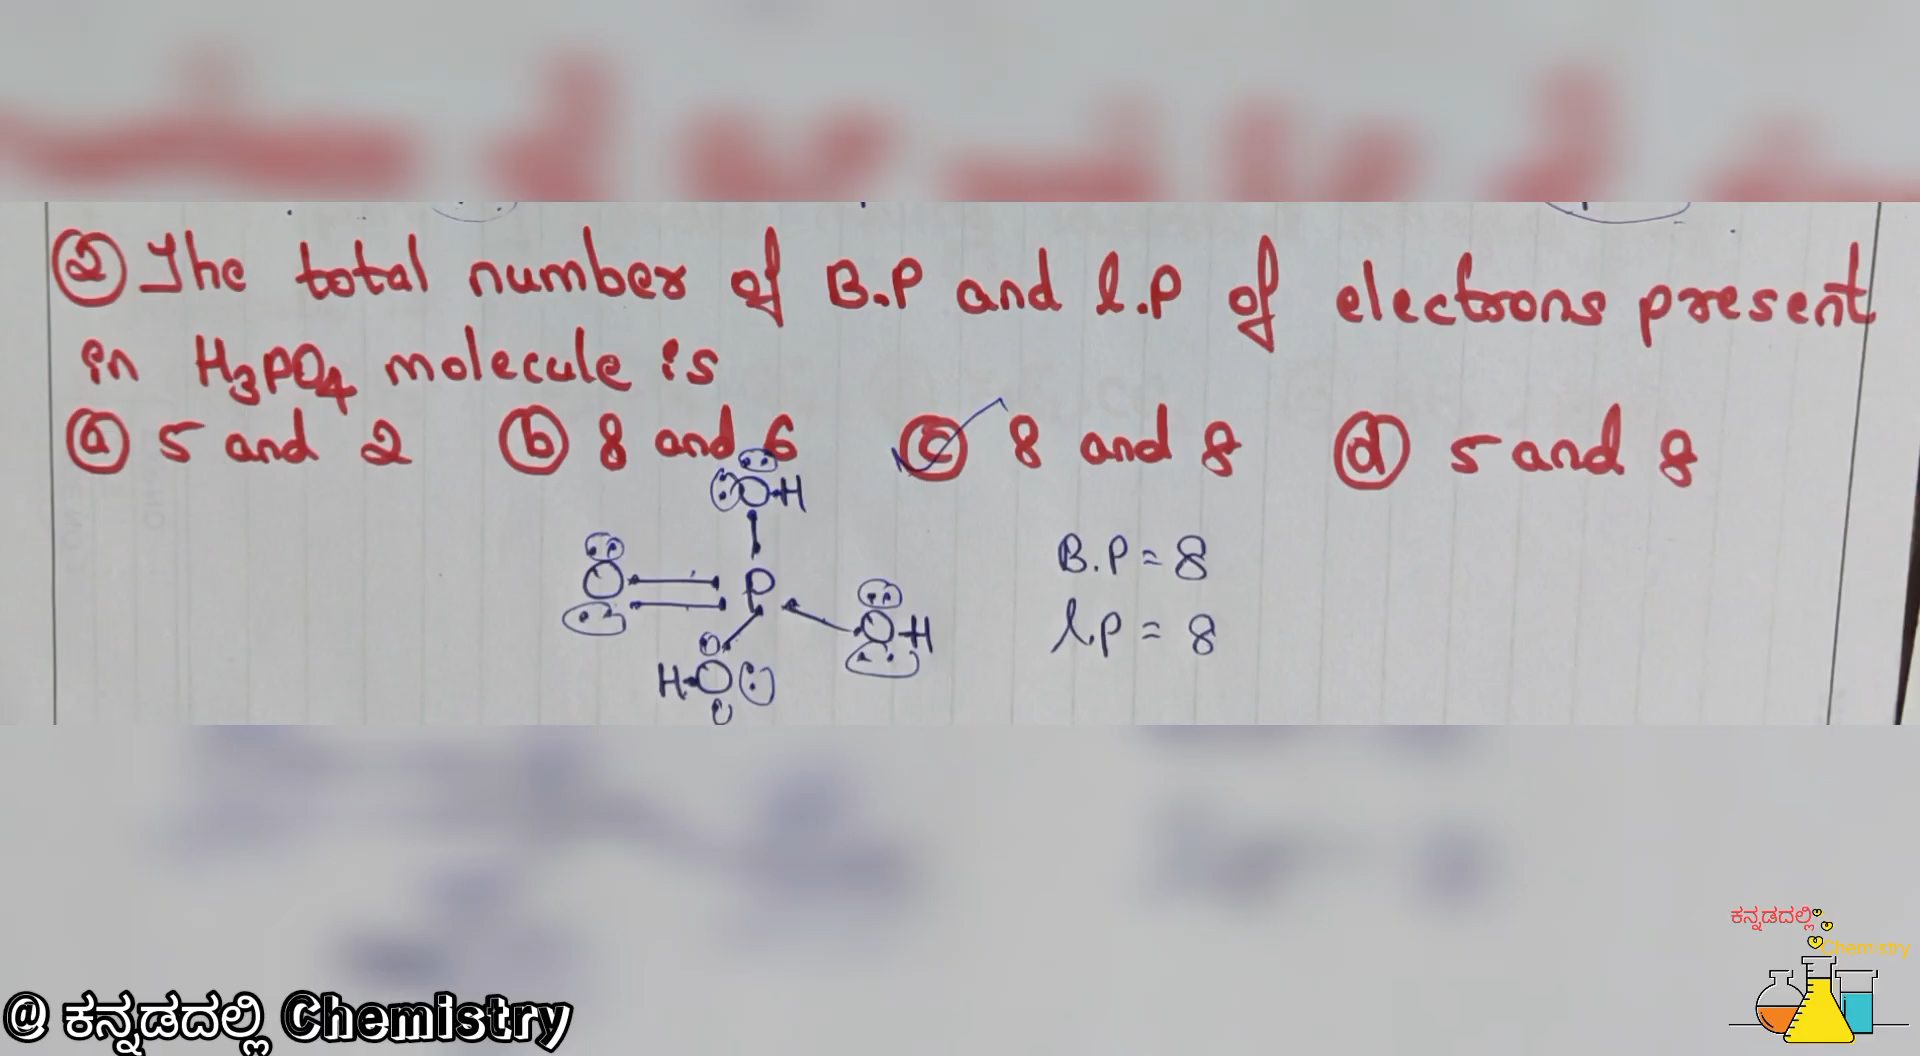 ② The total number of B.P and l.P of electrons present
in H₃PO₄ molecule is
ⓐ 5 and 2 ⓑ 8 and 6 ⓒ 8 and 8 ⓓ 5 and 8
O-H
O P O-H
H-O
B.P = 8
l.P = 8
ಕನ್ನಡದಲ್ಲಿ
Chemistry
@ ಕನ್ನಡದಲ್ಲಿ Chemistry